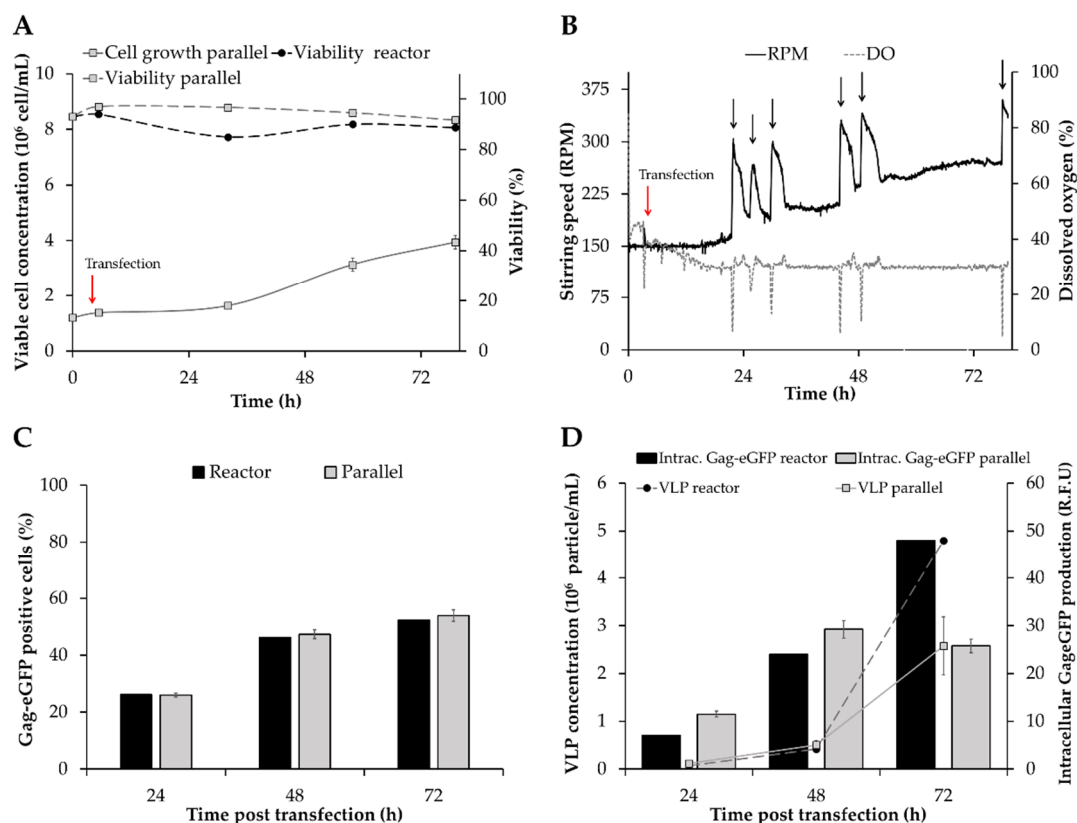 A
Cell growth parallel
Viability reactor
Viability parallel
Viable cell concentration (10⁶ cell/mL)
10
8
6
4
2
0
Transfection
100
80
60
40
20
0
Viability (%)
0 24 48 72
Time (h)
B
RPM
DO
Stirring speed (RPM)
375
300
225
150
75
0
Transfection
100
80
60
40
20
0
Dissolved oxygen (%)
0 24 48 72
Time (h)
C
Reactor
Parallel
Gag-eGFP positive cells (%)
100
80
60
40
20
0
24 48 72
Time post transfection (h)
D
Intrac. Gag-eGFP reactor
Intrac. Gag-eGFP parallel
VLP reactor
VLP parallel
VLP concentration (10⁶ particle/mL)
6
5
4
3
2
1
0
60
50
40
30
20
10
0
Intracellular GageGFP production (R.F.U)
24 48 72
Time post transfection (h)